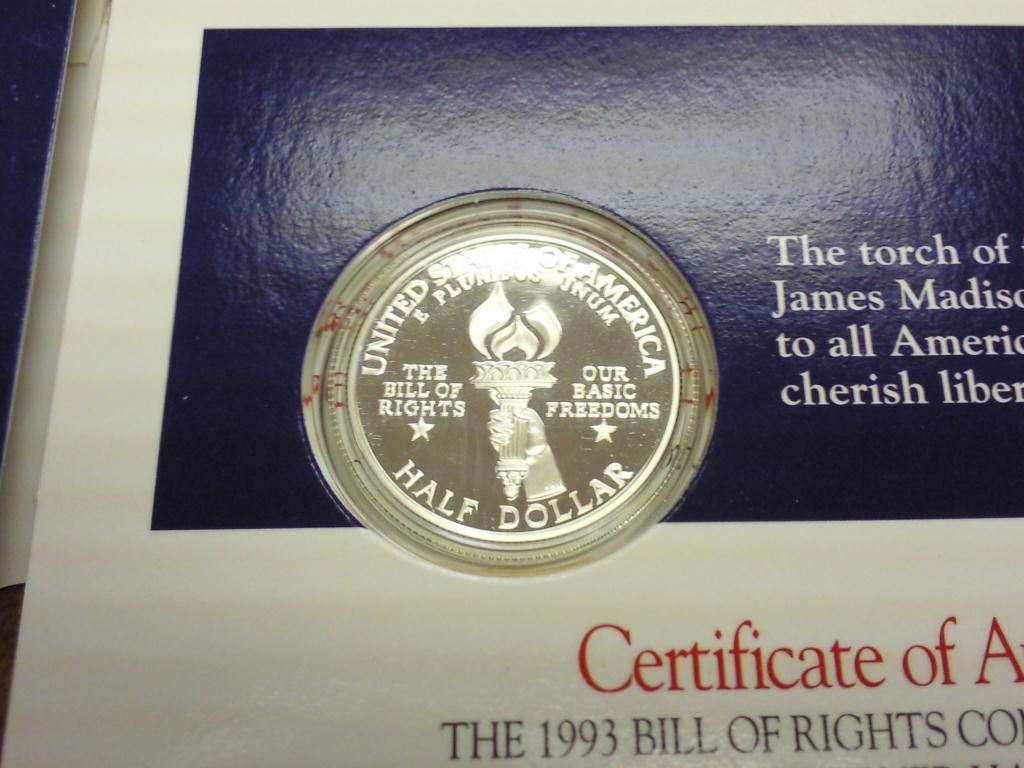 UNITED STATES OF AMERICA
E PLURIBUS UNUM
THE
BILL OF
RIGHTS
OUR
BASIC
FREEDOMS
HALF DOLLAR
The torch of
James Madiso
to all Americ
cherish liber
Certificate of A
THE 1993 BILL OF RIGHTS CO